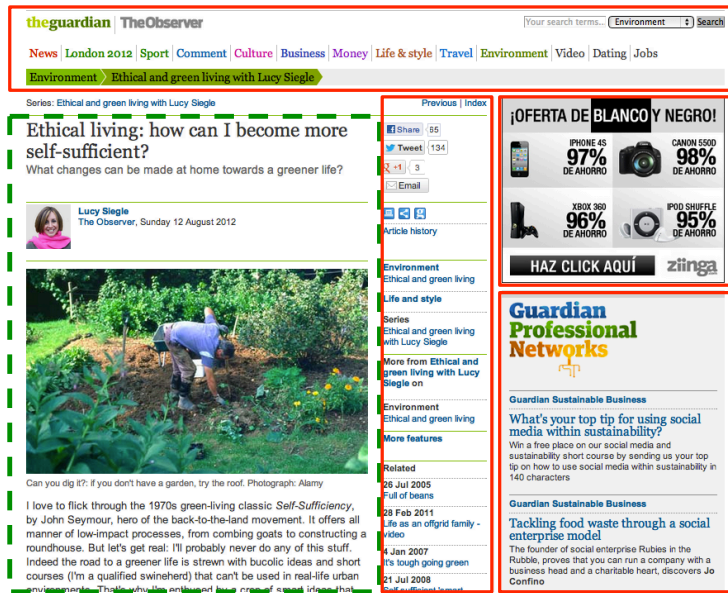 theguardian | TheObserver
Your search terms... Environment Search
News London 2012 Sport Comment Culture Business Money Life & style Travel Environment Video Dating Jobs
Environment Ethical and green living with Lucy Siegle
Series: Ethical and green living with Lucy Siegle
Previous | Index
Ethical living: how can I become more
self-sufficient?
What changes can be made at home towards a greener life?
Lucy Siegle
The Observer, Sunday 12 August 2012
Can you dig it?: if you don't have a garden, try the roof. Photograph: Alamy
I love to flick through the 1970s green-living classic Self-Sufficiency,
by John Seymour, hero of the back-to-the-land movement. It offers all
manner of low-impact processes, from combing goats to constructing a
roundhouse. But let's get real: I'll probably never do any of this stuff.
Indeed the road to a greener life is strewn with bucolic ideas and short
courses (I'm a qualified swineherd) that can't be used in real-life urban
environments. That's why I'm enthused by a crop of smart ideas that
Share 65
Tweet 134
+1 3
Email
Article history
Environment
Ethical and green living
Life and style
Series
Ethical and green living
with Lucy Siegle
More from Ethical and
green living with Lucy
Siegle on
Environment
Ethical and green living
More features
Related
26 Jul 2005
Full of beans
28 Feb 2011
Life as an offgrid family -
video
4 Jan 2007
It's tough going green
21 Jul 2008
Self-sufficient 'smart
¡OFERTA DE BLANCO Y NEGRO!
IPHONE 4S
97%
DE AHORRO
CANON 550D
98%
DE AHORRO
XBOX 360
96%
DE AHORRO
IPOD SHUFFLE
95%
DE AHORRO
HAZ CLICK AQUÍ
ziinga
Guardian
Professional
Networks
Guardian Sustainable Business
What's your top tip for using social
media within sustainability?
Win a free place on our social media and
sustainability short course by sending us your top
tip on how to use social media within sustainability in
140 characters
Guardian Sustainable Business
Tackling food waste through a social
enterprise model
The founder of social enterprise Rubies in the
Rubble, proves that you can run a company with a
business head and a charitable heart, discovers Jo
Confino